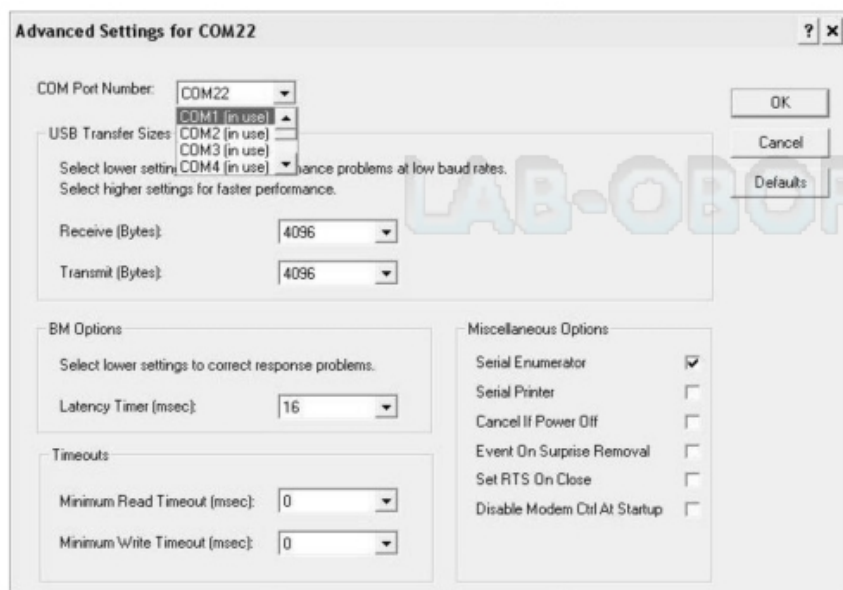 Advanced Settings for COM22
? ×
COM Port Number: COM22
COM1 (in use)
COM2 (in use)
COM3 (in use)
COM4 (in use)
OK
Cancel
Defaults
USB Transfer Sizes
Select lower settin mance problems at low baud rates.
Select higher settings for faster performance.
Receive (Bytes): 4096
Transmit (Bytes): 4096
LAB-OBOR
BM Options
Select lower settings to correct response problems.
Latency Timer (msec): 16
Timeouts
Minimum Read Timeout (msec): 0
Minimum Write Timeout (msec): 0
Miscellaneous Options
Serial Enumerator
Serial Printer
Cancel If Power Off
Event On Surprise Removal
Set RTS On Close
Disable Modem Ctrl At Startup